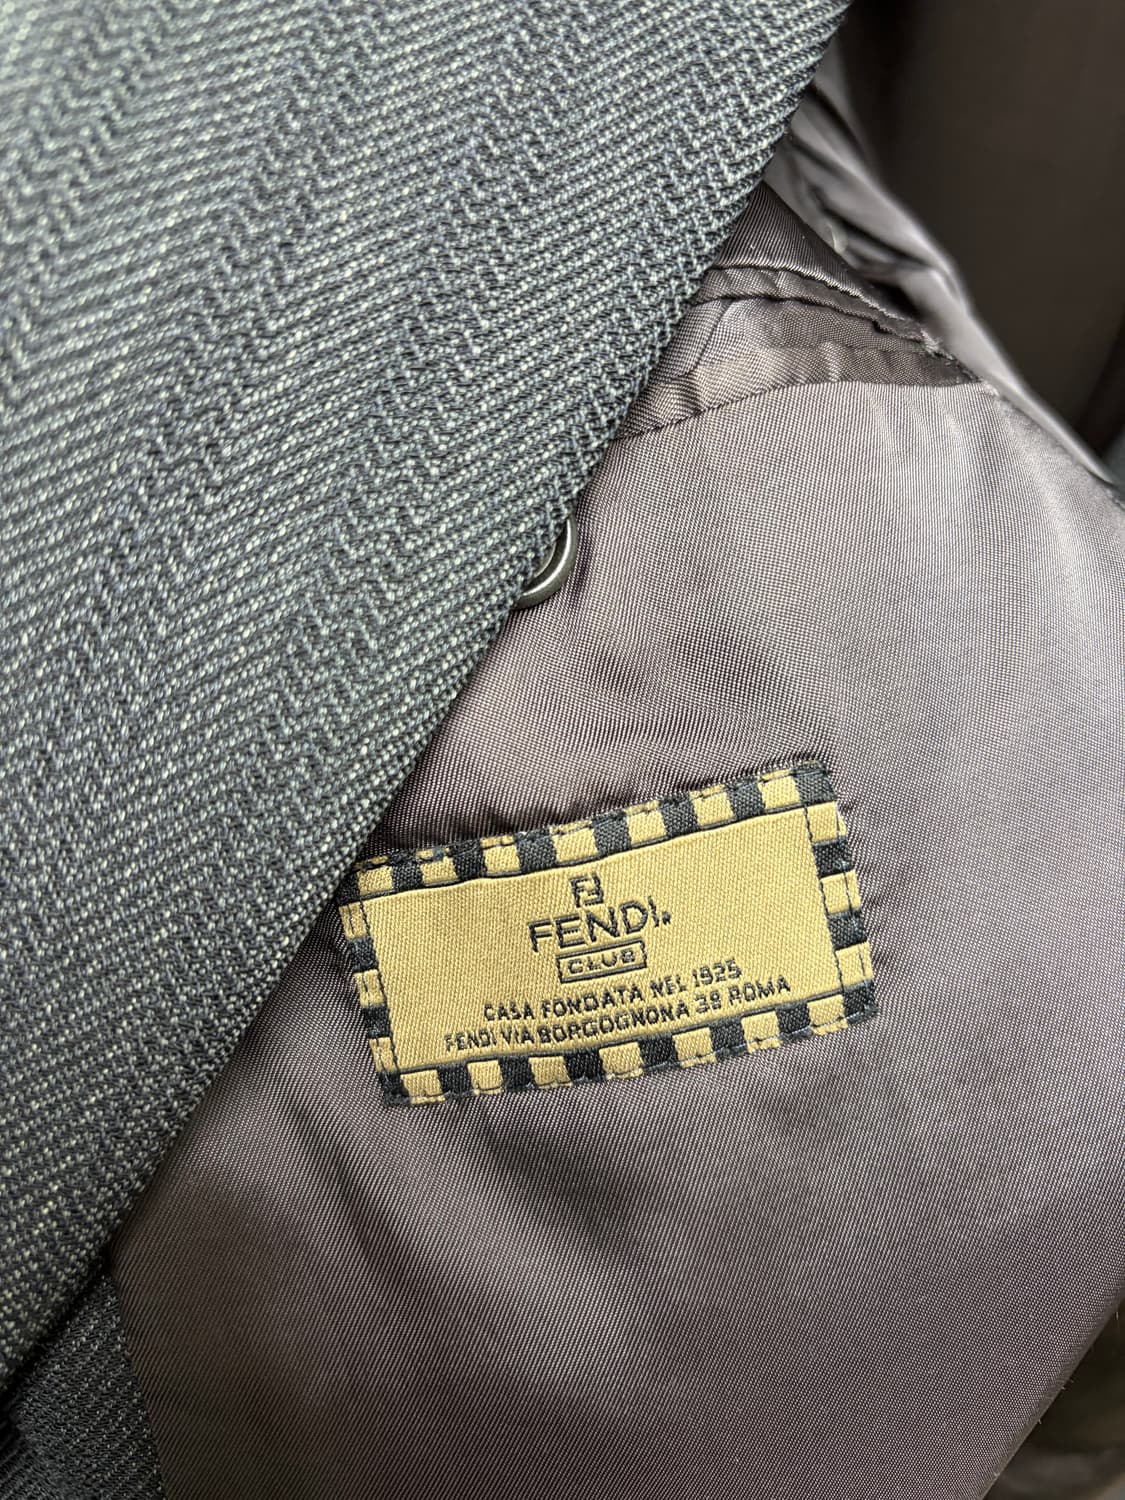 FF
FENDI.
CLUB
CASA FONDATA NEL 1925
FENDI VIA BORGOGNONA 39 ROMA